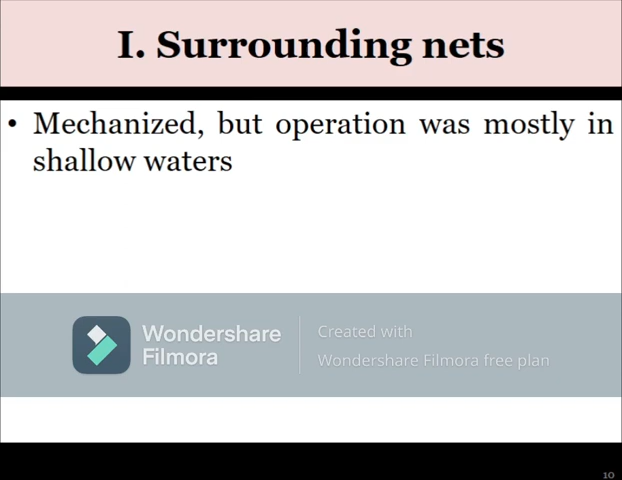 I. Surrounding nets
• Mechanized, but operation was mostly in
shallow waters
Wondershare
Filmora
Created with
Wondershare Filmora free plan
10